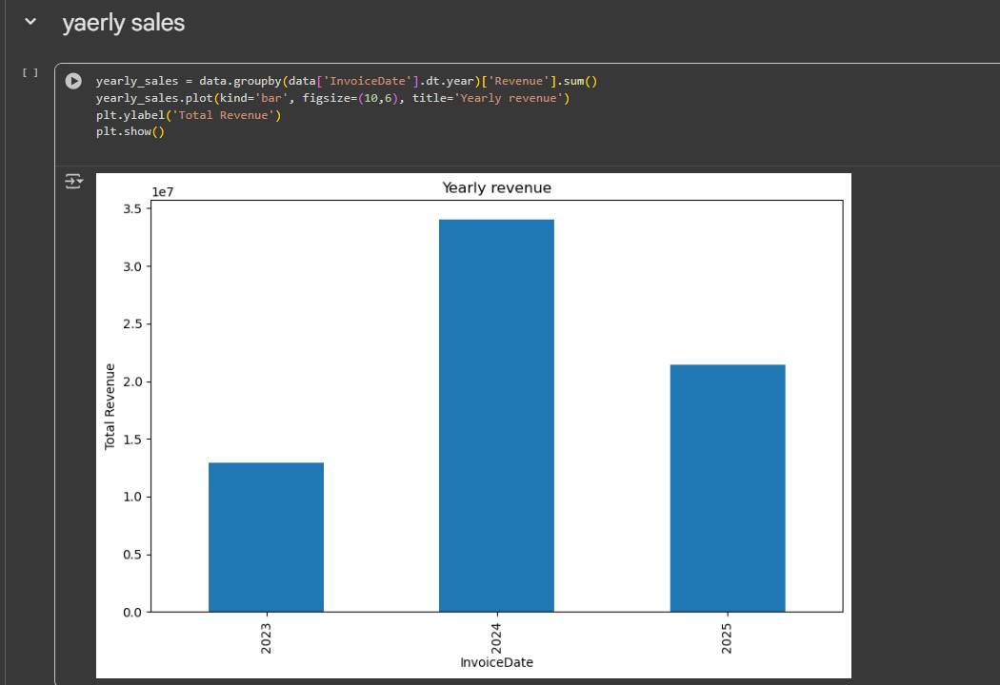 yaerly sales
[ ]
yearly_sales = data.groupby(data['InvoiceDate'].dt.year)['Revenue'].sum()
yearly_sales.plot(kind='bar', figsize=(10,6), title='Yearly revenue')
plt.ylabel('Total Revenue')
plt.show()
Yearly revenue
1e7
3.5
3.0
2.5
2.0
1.5
1.0
0.5
0.0
Total Revenue
2023
2024
2025
InvoiceDate